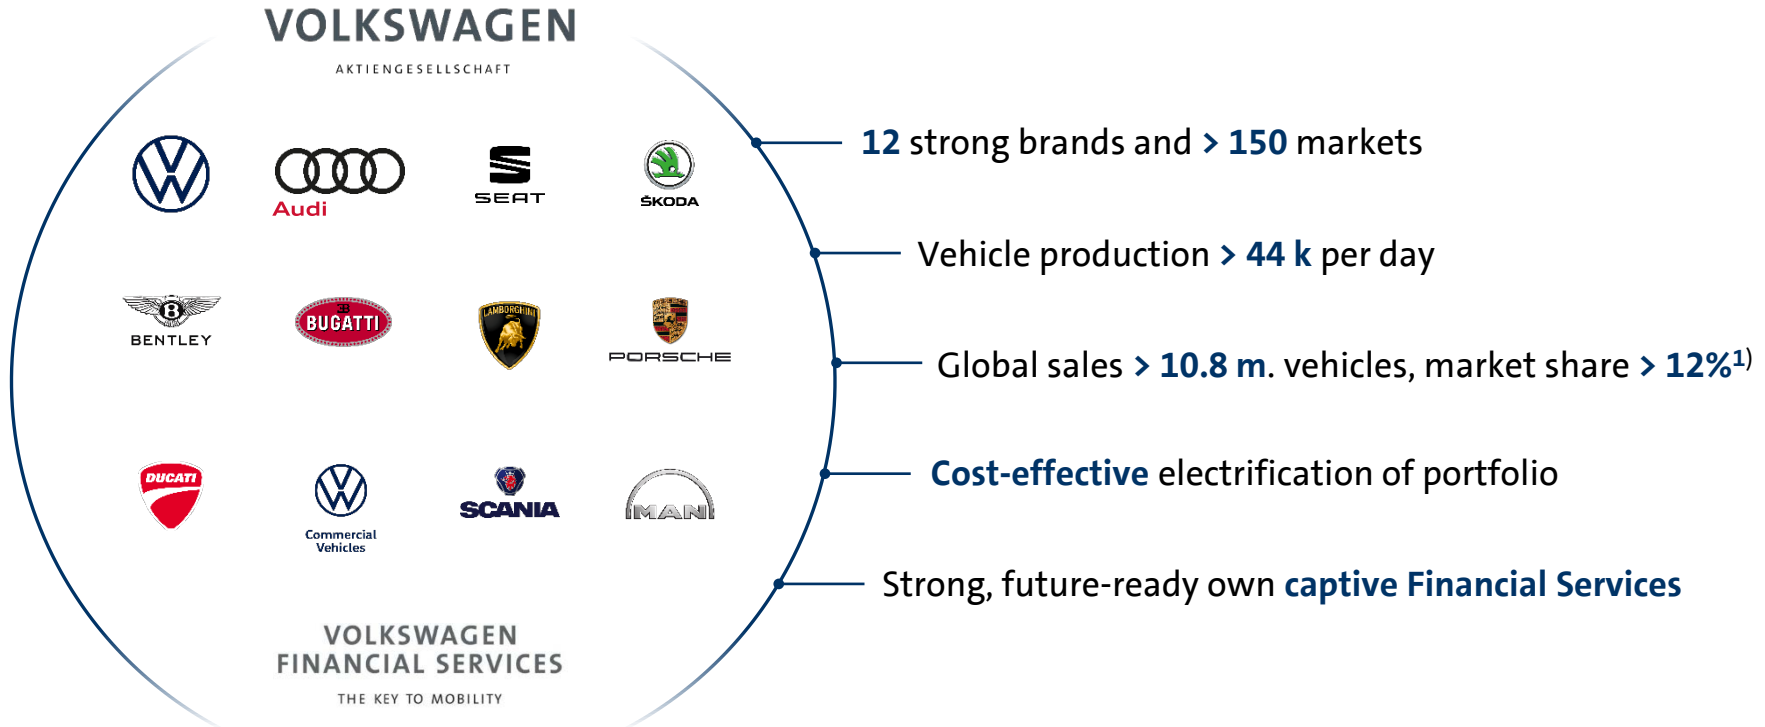 VOLKSWAGEN
AKTIENGESELLSCHAFT
Audi
SEAT
ŠKODA
BENTLEY
BUGATTI
LAMBORGHINI
PORSCHE
DUCATI
Commercial
Vehicles
SCANIA
MAN
VOLKSWAGEN
FINANCIAL SERVICES
THE KEY TO MOBILITY
12 strong brands and > 150 markets
Vehicle production > 44 k per day
Global sales > 10.8 m. vehicles, market share > 12%¹⁾
Cost-effective electrification of portfolio
Strong, future-ready own captive Financial Services